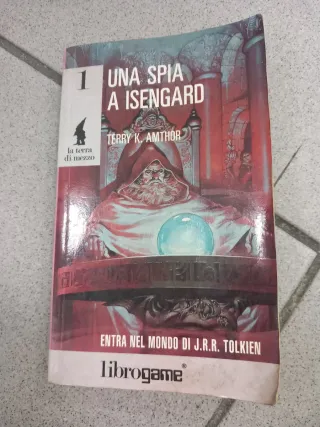 1
UNA SPIA
A ISENGARD
TERRY K. AMTHOR
la terra
di mezzo
ENTRA NEL MONDO DI J.R.R. TOLKIEN
librogame®